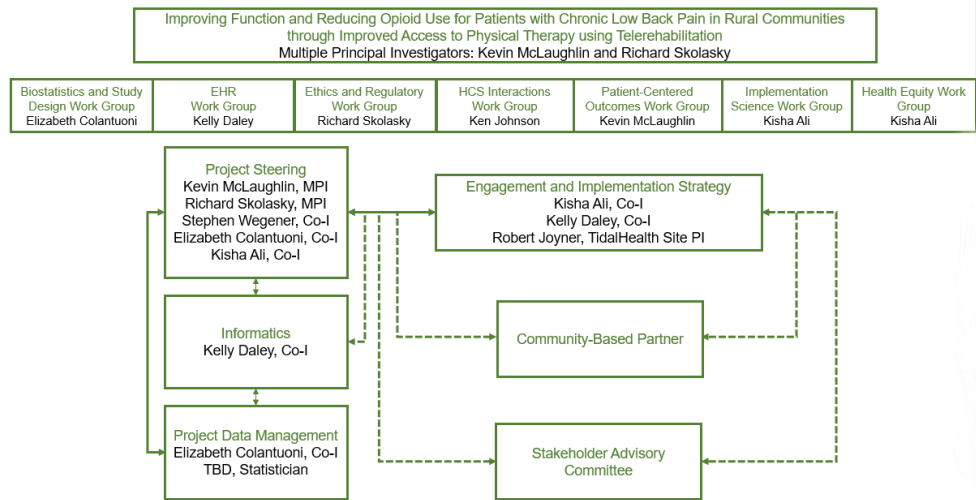 Improving Function and Reducing Opioid Use for Patients with Chronic Low Back Pain in Rural Communities
through Improved Access to Physical Therapy using Telerehabilitation
Multiple Principal Investigators: Kevin McLaughlin and Richard Skolasky
Biostatistics and Study
Design Work Group
Elizabeth Colantuoni
EHR
Work Group
Kelly Daley
Ethics and Regulatory
Work Group
Richard Skolasky
HCS Interactions
Work Group
Ken Johnson
Patient-Centered
Outcomes Work Group
Kevin McLaughlin
Implementation
Science Work Group
Kisha Ali
Health Equity Work
Group
Kisha Ali
Project Steering
Kevin McLaughlin, MPI
Richard Skolasky, MPI
Stephen Wegener, Co-I
Elizabeth Colantuoni, Co-I
Kisha Ali, Co-I
Engagement and Implementation Strategy
Kisha Ali, Co-I
Kelly Daley, Co-I
Robert Joyner, TidalHealth Site PI
Informatics
Kelly Daley, Co-I
Community-Based Partner
Project Data Management
Elizabeth Colantuoni, Co-I
TBD, Statistician
Stakeholder Advisory
Committee